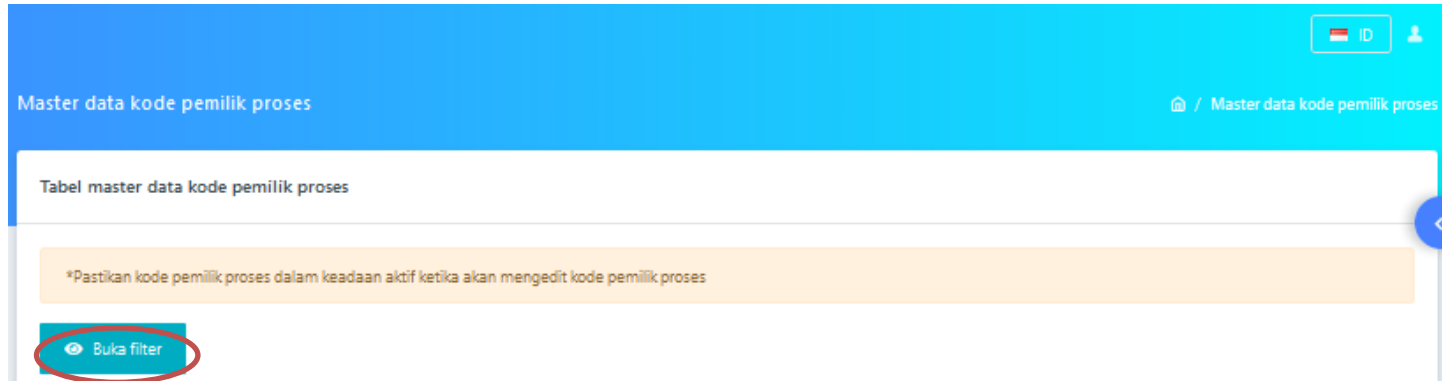 ID
Master data kode pemilik proses
/ Master data kode pemilik proses
Tabel master data kode pemilik proses
*Pastikan kode pemilik proses dalam keadaan aktif ketika akan mengedit kode pemilik proses
Buka filter